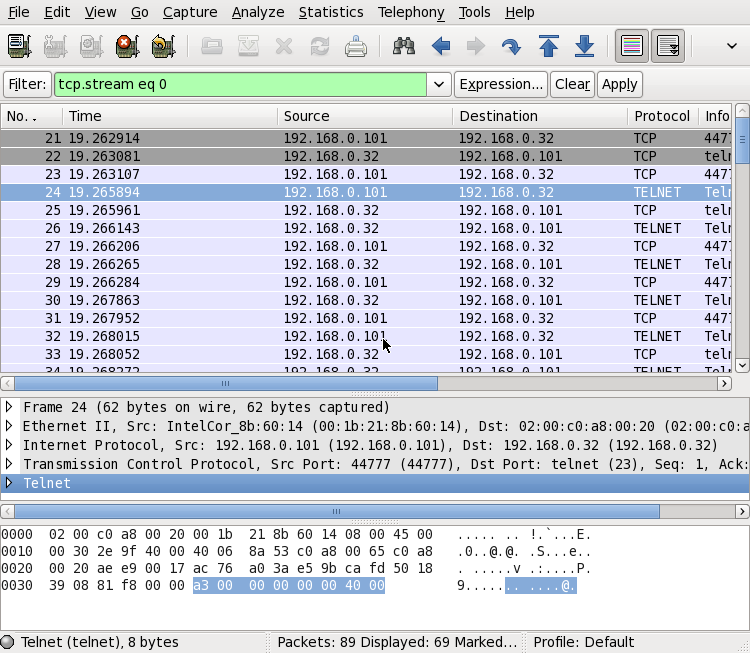 File Edit View Go Capture Analyze Statistics Telephony Tools Help
Filter: tcp.stream eq 0 Expression... Clear Apply
No. . Time Source Destination Protocol Info
21 19.262914 192.168.0.101 192.168.0.32 TCP 447
22 19.263081 192.168.0.32 192.168.0.101 TCP teln
23 19.263107 192.168.0.101 192.168.0.32 TCP 447
24 19.265894 192.168.0.101 192.168.0.32 TELNET Teln
25 19.265961 192.168.0.32 192.168.0.101 TCP teln
26 19.266143 192.168.0.32 192.168.0.101 TELNET Teln
27 19.266206 192.168.0.101 192.168.0.32 TCP 447
28 19.266265 192.168.0.32 192.168.0.101 TELNET Teln
29 19.266284 192.168.0.101 192.168.0.32 TCP 447
30 19.267863 192.168.0.32 192.168.0.101 TELNET Teln
31 19.267952 192.168.0.101 192.168.0.32 TCP 447
32 19.268015 192.168.0.101 192.168.0.32 TELNET Teln
33 19.268052 192.168.0.32 192.168.0.101 TCP teln
34 19.268272 192.168.0.32 192.168.0.101 TELNET Teln
Frame 24 (62 bytes on wire, 62 bytes captured)
Ethernet II, Src: IntelCor_8b:60:14 (00:1b:21:8b:60:14), Dst: 02:00:c0:a8:00:20 (02:00:c0:a8
Internet Protocol, Src: 192.168.0.101 (192.168.0.101), Dst: 192.168.0.32 (192.168.0.32)
Transmission Control Protocol, Src Port: 44777 (44777), Dst Port: telnet (23), Seq: 1, Ack:
Telnet
0000 02 00 c0 a8 00 20 00 1b 21 8b 60 14 08 00 45 00 ..... .. !.`...E.
0010 00 30 2e 9f 40 00 40 06 8a 53 c0 a8 00 65 c0 a8 .0..@.@. .S...e..
0020 00 20 ae e9 00 17 ac 76 a0 3a e5 9b ca fd 50 18 . .....v .:....P.
0030 39 08 81 f8 00 00 a3 00 00 00 00 00 40 00 9....... ....@.
Telnet (telnet), 8 bytes Packets: 89 Displayed: 69 Marked... Profile: Default